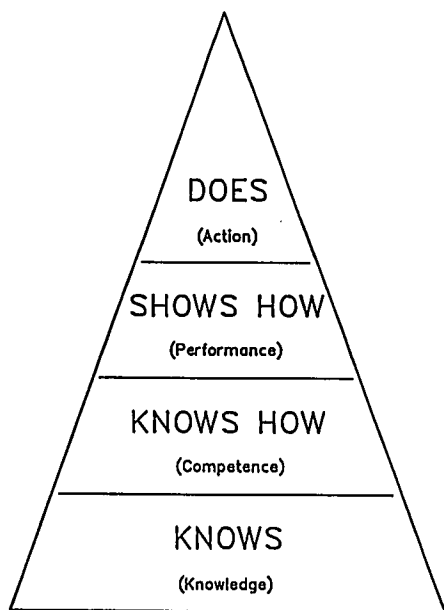 DOES
(Action)
SHOWS HOW
(Performance)
KNOWS HOW
(Competence)
KNOWS
(Knowledge)